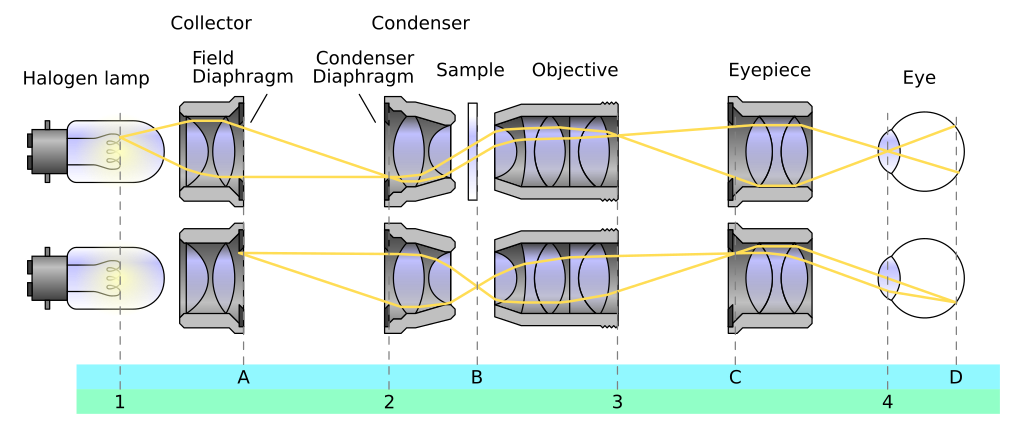 Collector
Condenser
Field
Diaphragm
Condenser
Diaphragm
Sample
Objective
Eyepiece
Eye
Halogen lamp
A
B
C
D
1
2
3
4